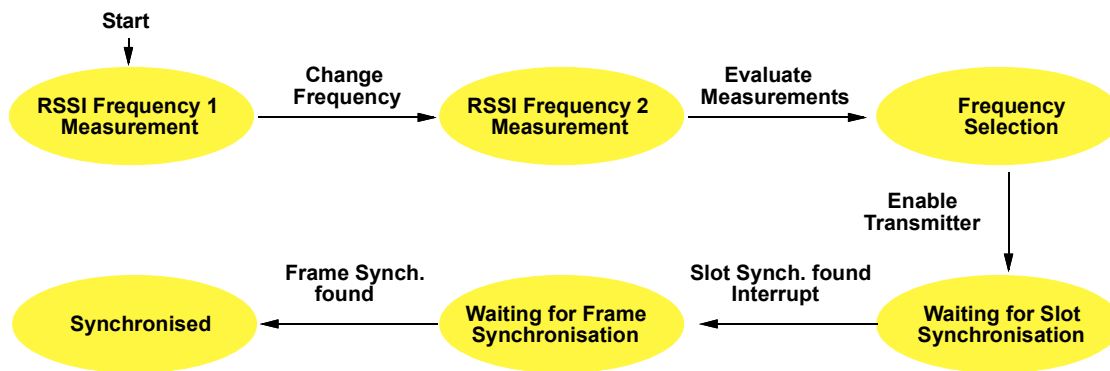 Start
RSSI Frequency 1
Measurement
Change
Frequency
RSSI Frequency 2
Measurement
Evaluate
Measurements
Frequency
Selection
Enable
Transmitter
Waiting for Slot
Synchronisation
Slot Synch. found
Interrupt
Waiting for Frame
Synchronisation
Frame Synch.
found
Synchronised